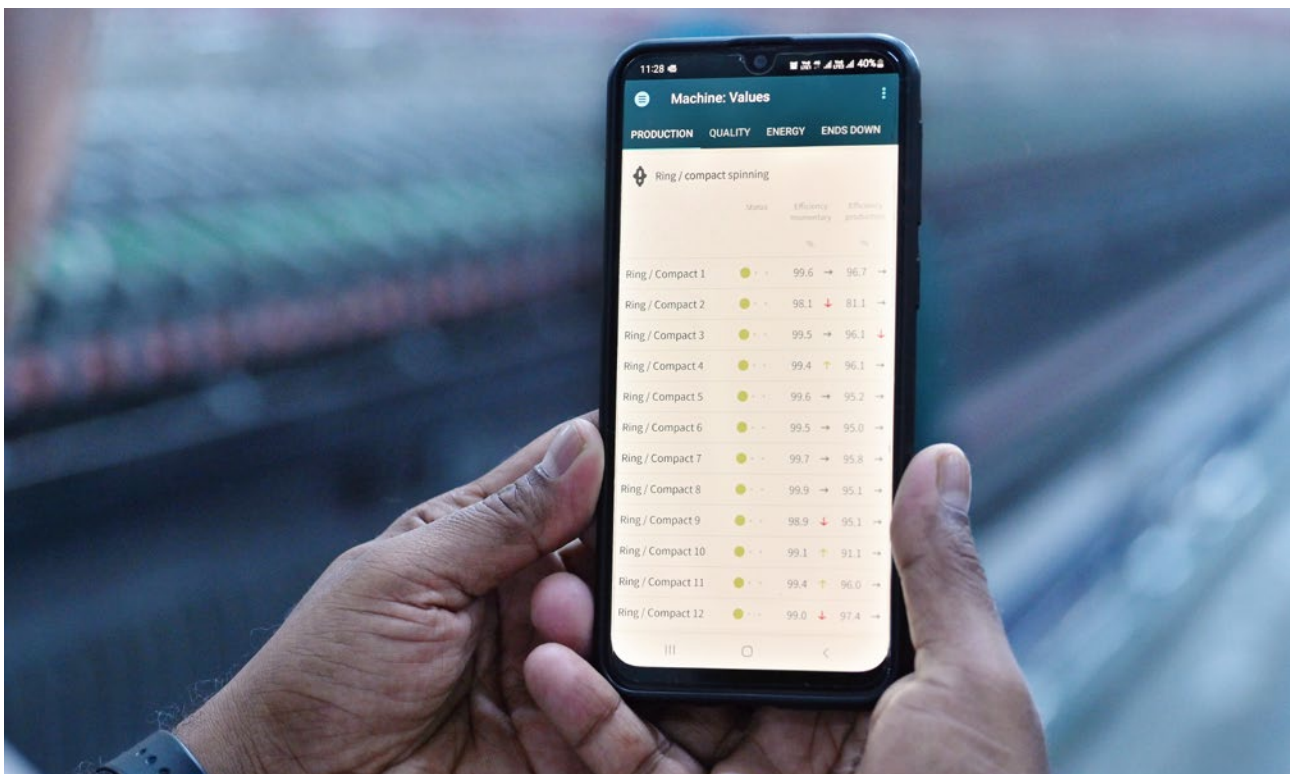 11:28 40%
Machine: Values
PRODUCTION QUALITY ENERGY ENDS DOWN
Ring / compact spinning
Status Efficiency Efficiency
momentary production
% %
Ring / Compact 1 99.6 → 96.7 →
Ring / Compact 2 98.1 ↓ 81.1 →
Ring / Compact 3 99.5 → 96.1 ↓
Ring / Compact 4 99.4 ↑ 96.1 →
Ring / Compact 5 99.6 → 95.2 →
Ring / Compact 6 99.5 → 95.0 →
Ring / Compact 7 99.7 → 95.8 →
Ring / Compact 8 99.9 → 95.1 →
Ring / Compact 9 98.9 ↓ 95.1 →
Ring / Compact 10 99.1 ↑ 91.1 →
Ring / Compact 11 99.4 ↑ 96.0 →
Ring / Compact 12 99.0 ↓ 97.4 →